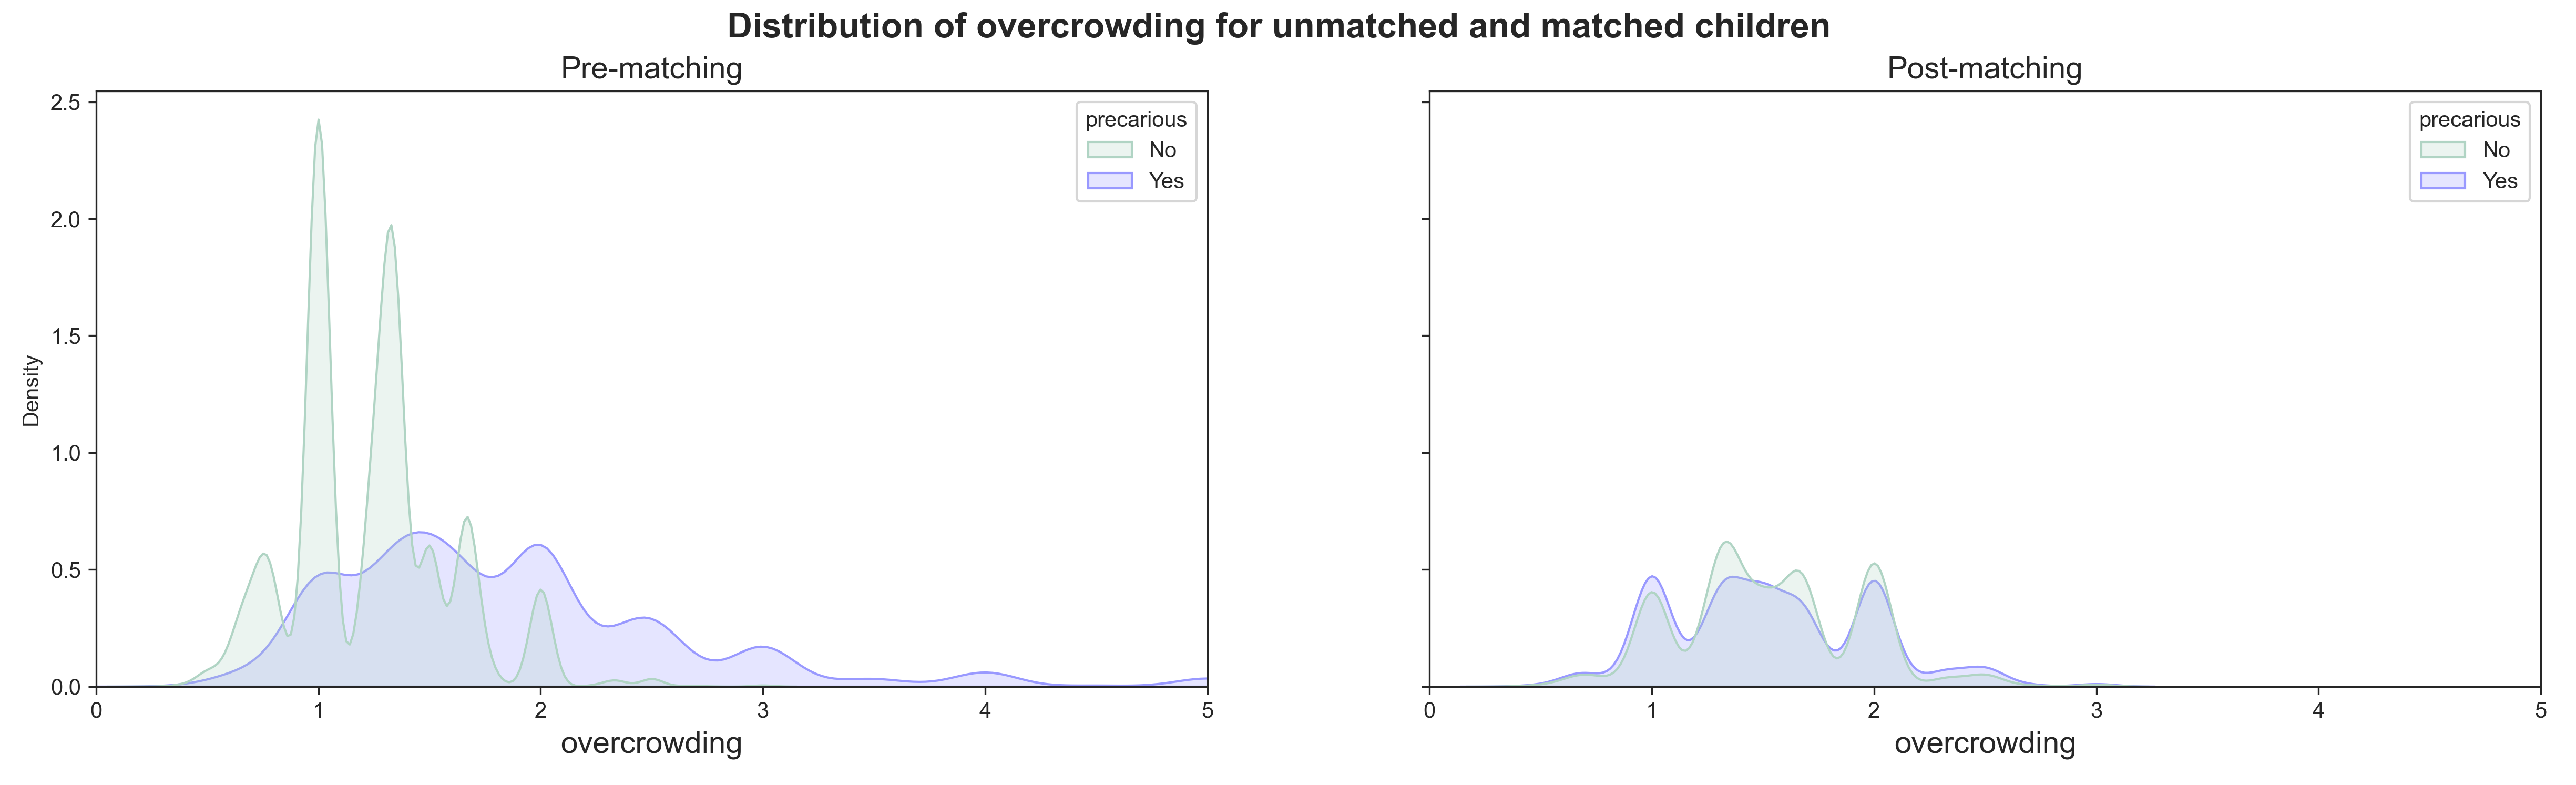 Distribution of overcrowding for unmatched and matched children
Pre-matching
2.5
2.0
1.5
1.0
0.5
0.0
Density
0 1 2 3 4 5
overcrowding
precarious
No
Yes
Post-matching
0 1 2 3 4 5
overcrowding
precarious
No
Yes